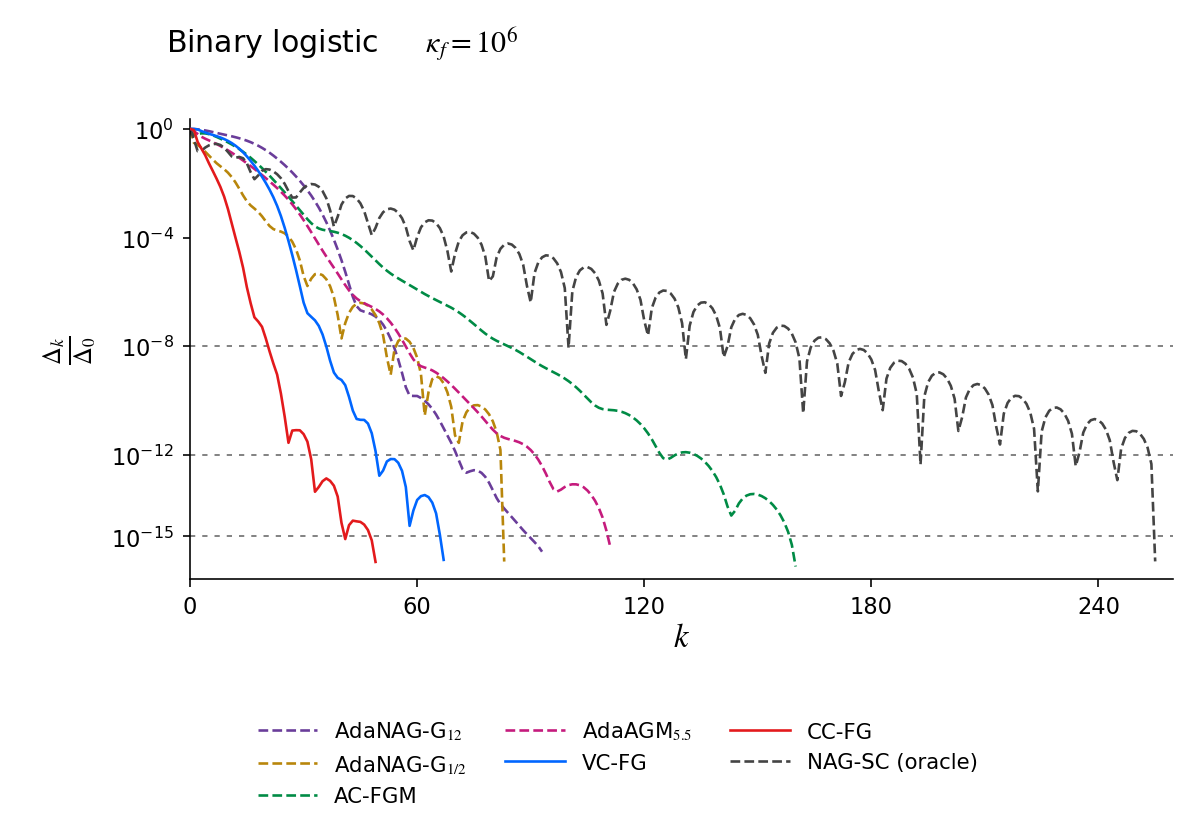 Binary logistic κ_f = 10^6
10^0
10^−4
10^−8
10^−12
10^−15
Δ_k/Δ_0
0 60 120 180 240
k
AdaNAG-G_12 AdaAGM_5.5 CC-FG
AdaNAG-G_1/2 VC-FG NAG-SC (oracle)
AC-FGM